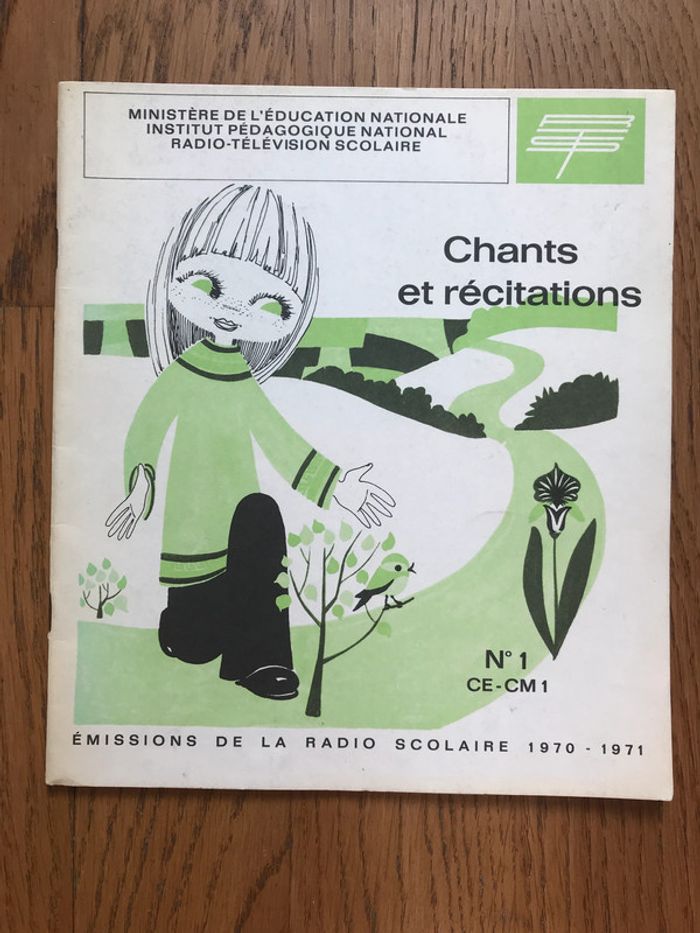 MINISTÈRE DE L'ÉDUCATION NATIONALE
INSTITUT PÉDAGOGIQUE NATIONAL
RADIO-TÉLÉVISION SCOLAIRE
Chants
et récitations
N° 1
CE-CM1
ÉMISSIONS DE LA RADIO SCOLAIRE 1970 - 1971